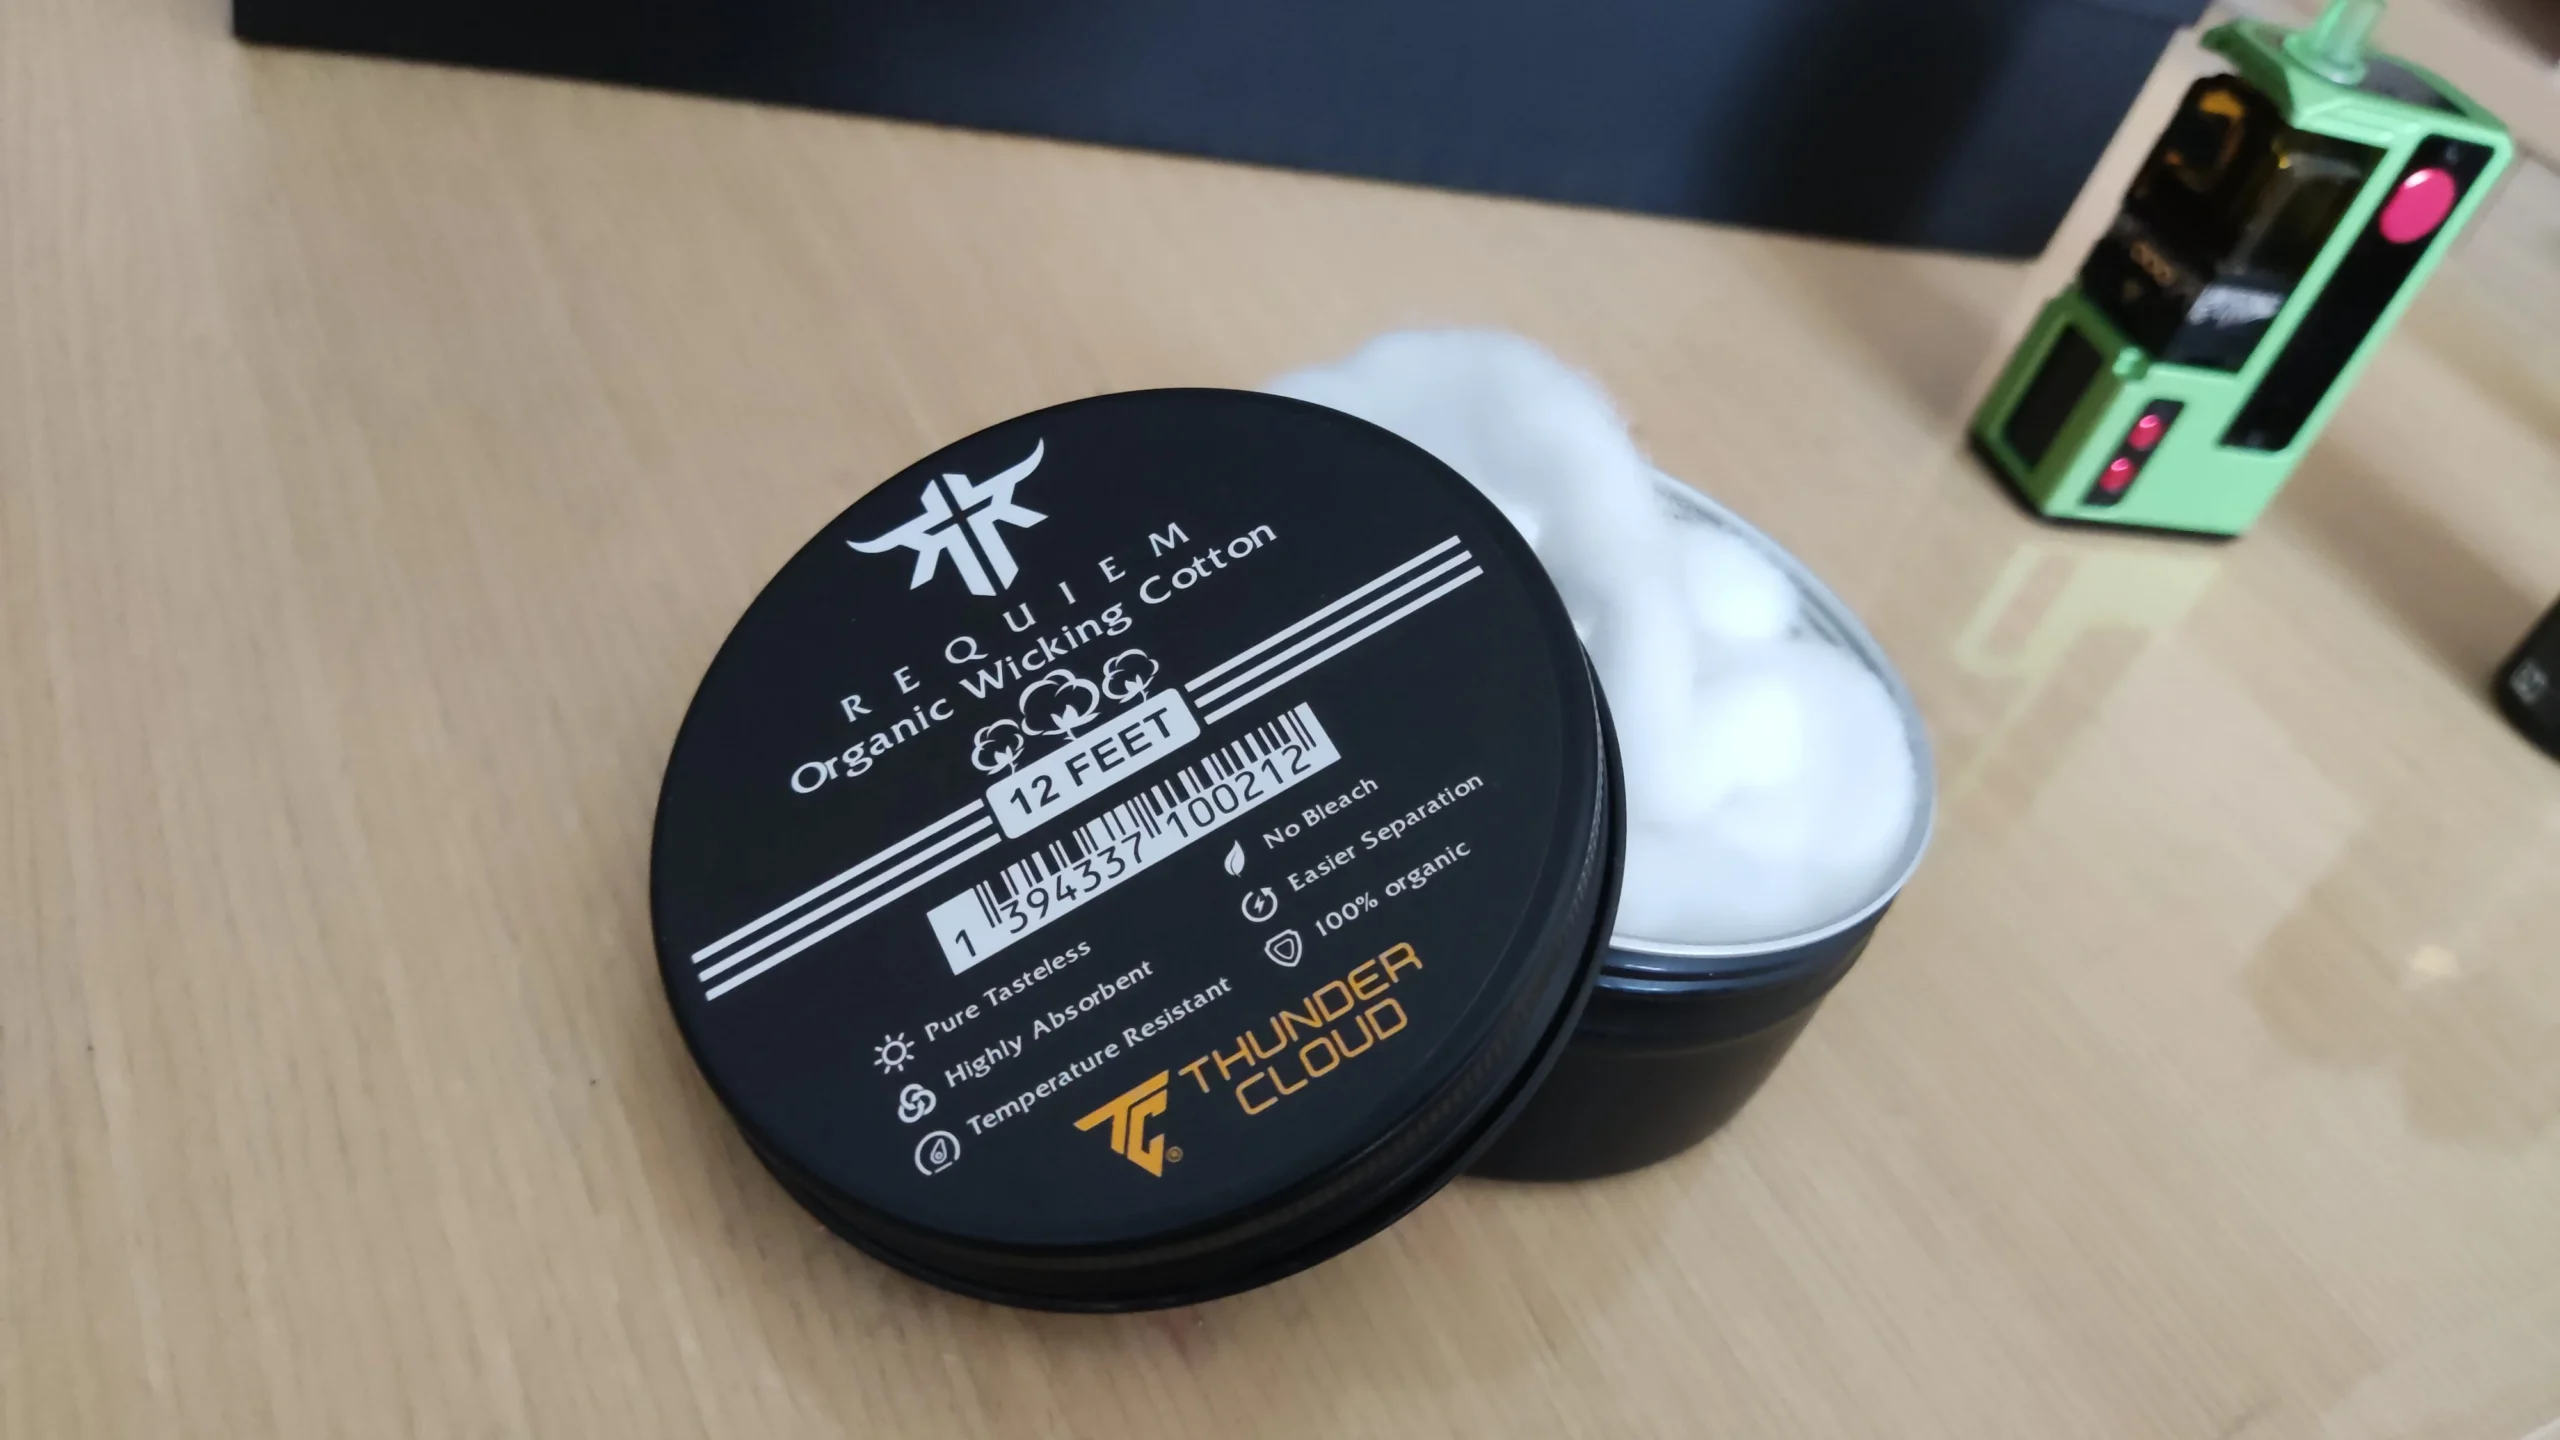 REQUIEM
Organic Wicking Cotton
12 FEET
1 394337 100212
No Bleach
Easier Separation
100% organic
Pure Tasteless
Highly Absorbent
Temperature Resistant
TC®
THUNDER
CLOUD